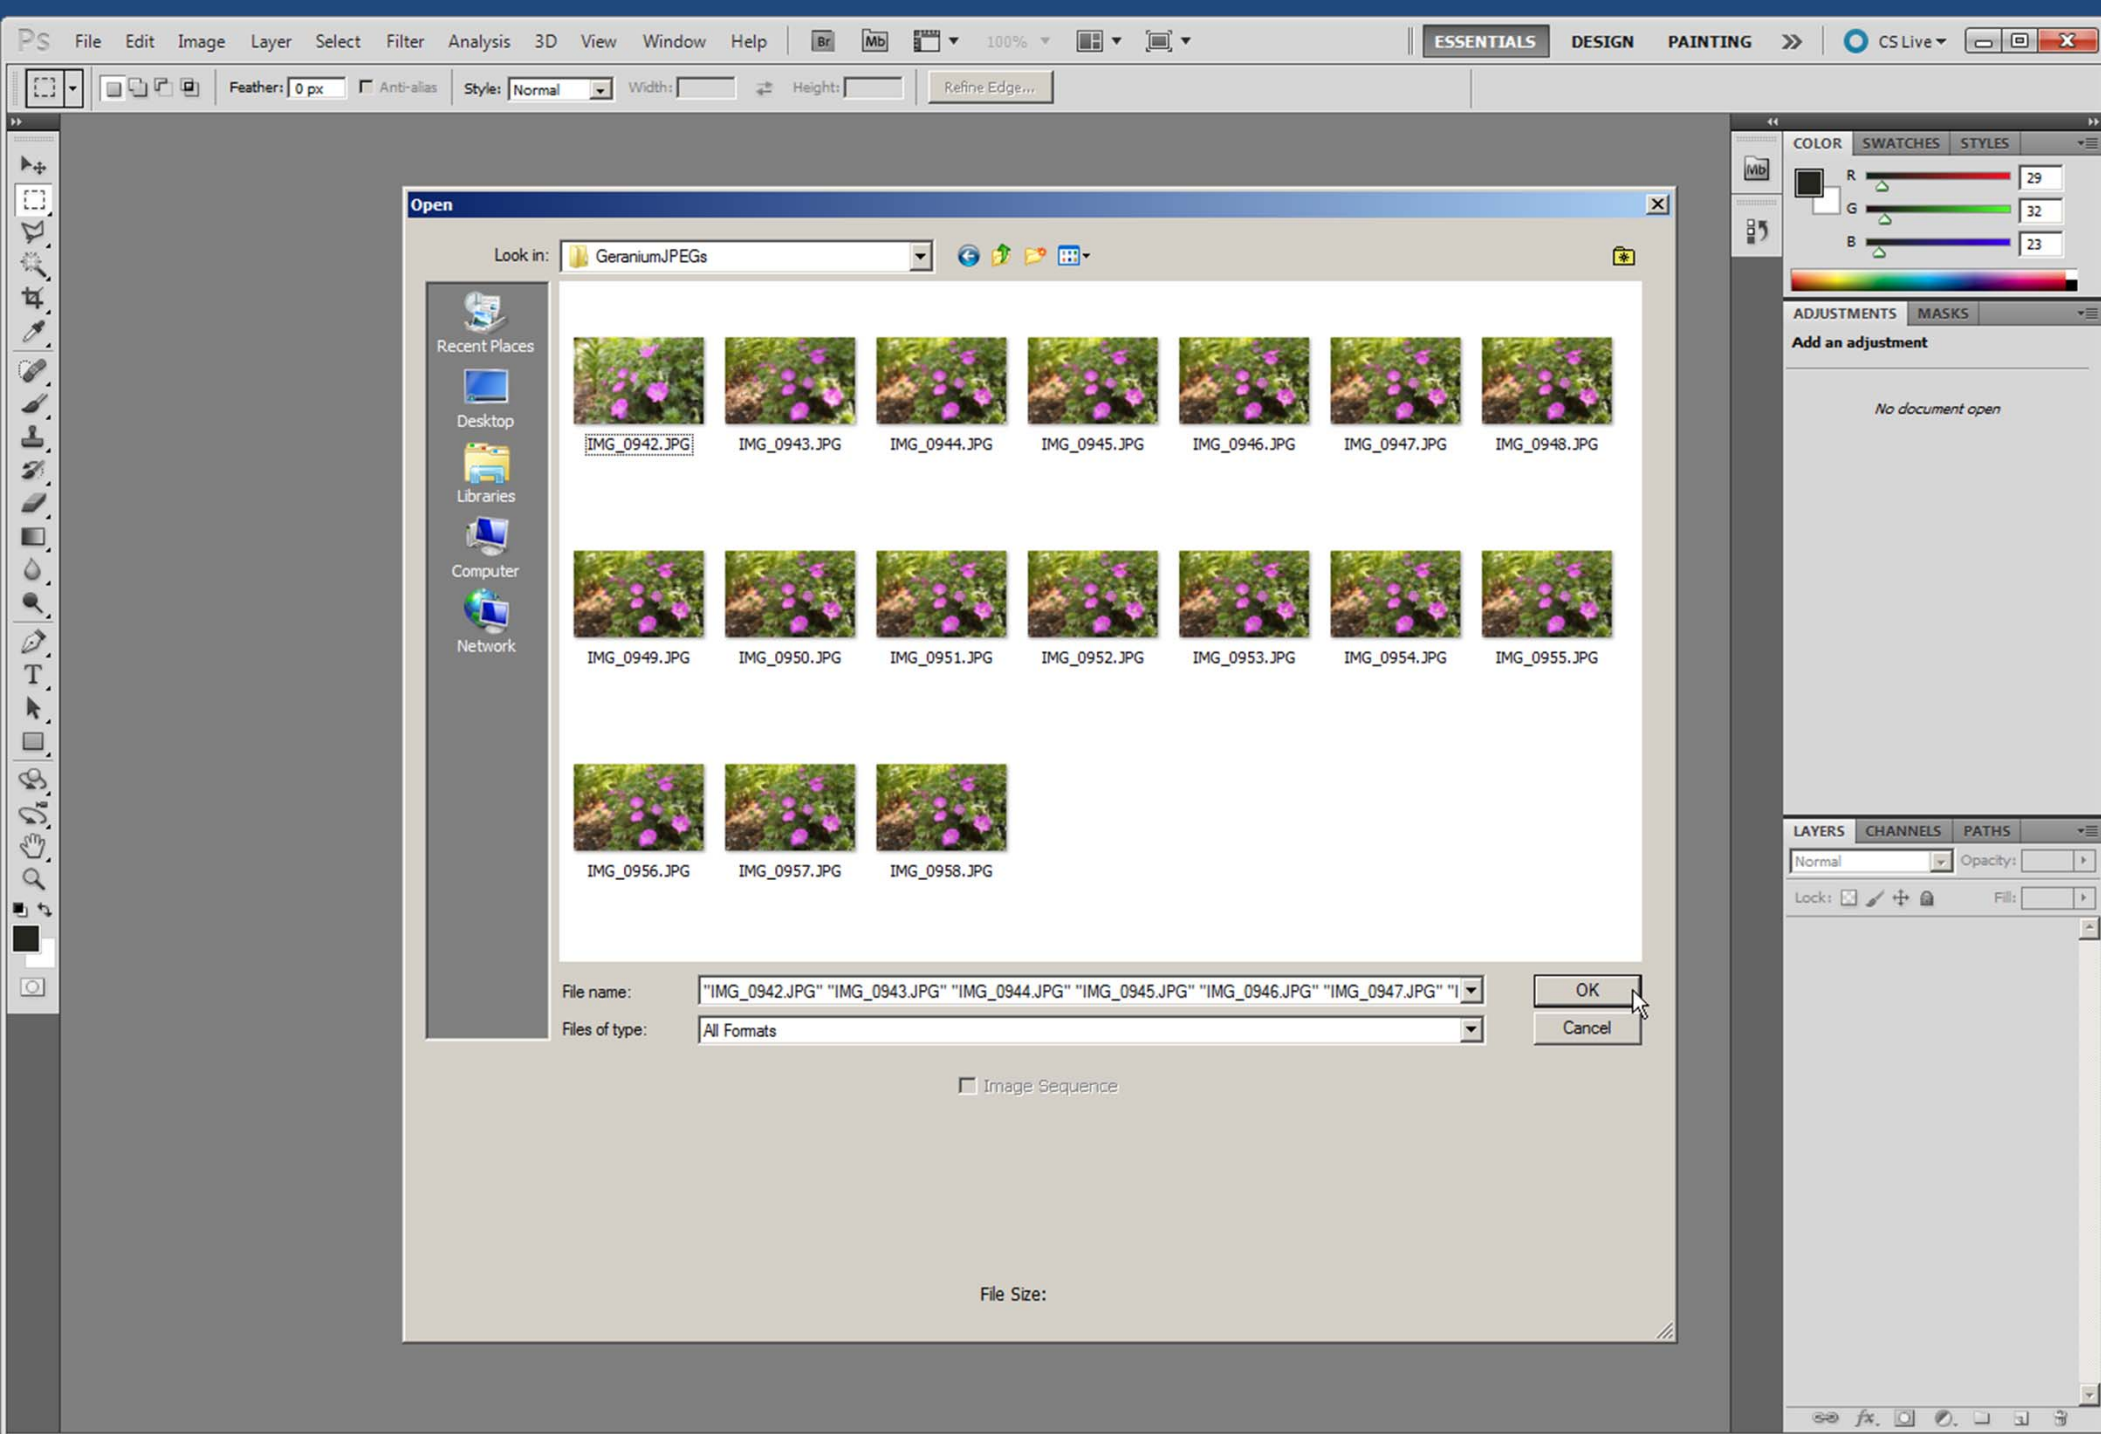 Ps File Edit Image Layer Select Filter Analysis 3D View Window Help Br Mb 100% ESSENTIALS DESIGN PAINTING CS Live
Feather: 0 px Anti-alias Style: Normal Width: Height: Refine Edge...
COLOR SWATCHES STYLES
Mb
R 29
G 32
B 23
Open
Look in: GeraniumJPEGs
ADJUSTMENTS MASKS
Add an adjustment
No document open
Recent Places
Desktop
Libraries
Computer
Network
IMG_0942.JPG IMG_0943.JPG IMG_0944.JPG IMG_0945.JPG IMG_0946.JPG IMG_0947.JPG IMG_0948.JPG
IMG_0949.JPG IMG_0950.JPG IMG_0951.JPG IMG_0952.JPG IMG_0953.JPG IMG_0954.JPG IMG_0955.JPG
IMG_0956.JPG IMG_0957.JPG IMG_0958.JPG
T
LAYERS CHANNELS PATHS
Normal Opacity:
Lock: Fill:
File name: "IMG_0942.JPG" "IMG_0943.JPG" "IMG_0944.JPG" "IMG_0945.JPG" "IMG_0946.JPG" "IMG_0947.JPG" "I OK
Files of type: All Formats Cancel
Image Sequence
File Size:
fx.